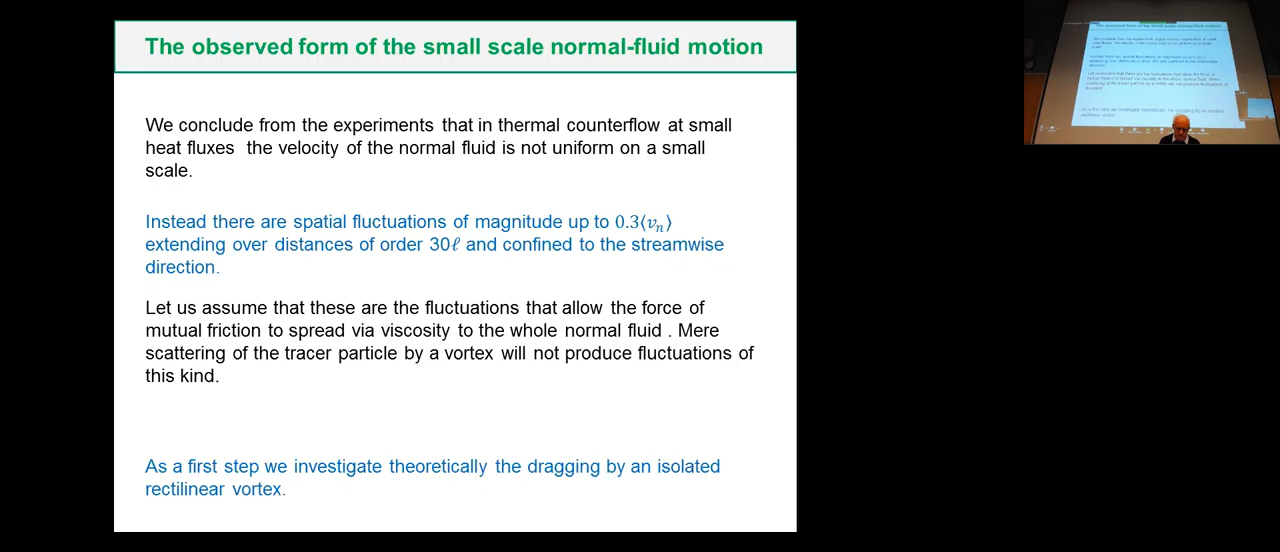 The observed form of the small scale normal-fluid motion
We conclude from the experiments that in thermal counterflow at small
heat fluxes the velocity of the normal fluid is not uniform on a small
scale.
Instead there are spatial fluctuations of magnitude up to 0.3⟨vₙ⟩
extending over distances of order 30ℓ and confined to the streamwise
direction.
Let us assume that these are the fluctuations that allow the force of
mutual friction to spread via viscosity to the whole normal fluid . Mere
scattering of the tracer particle by a vortex will not produce fluctuations of
this kind.
As a first step we investigate theoretically the dragging by an isolated
rectilinear vortex.